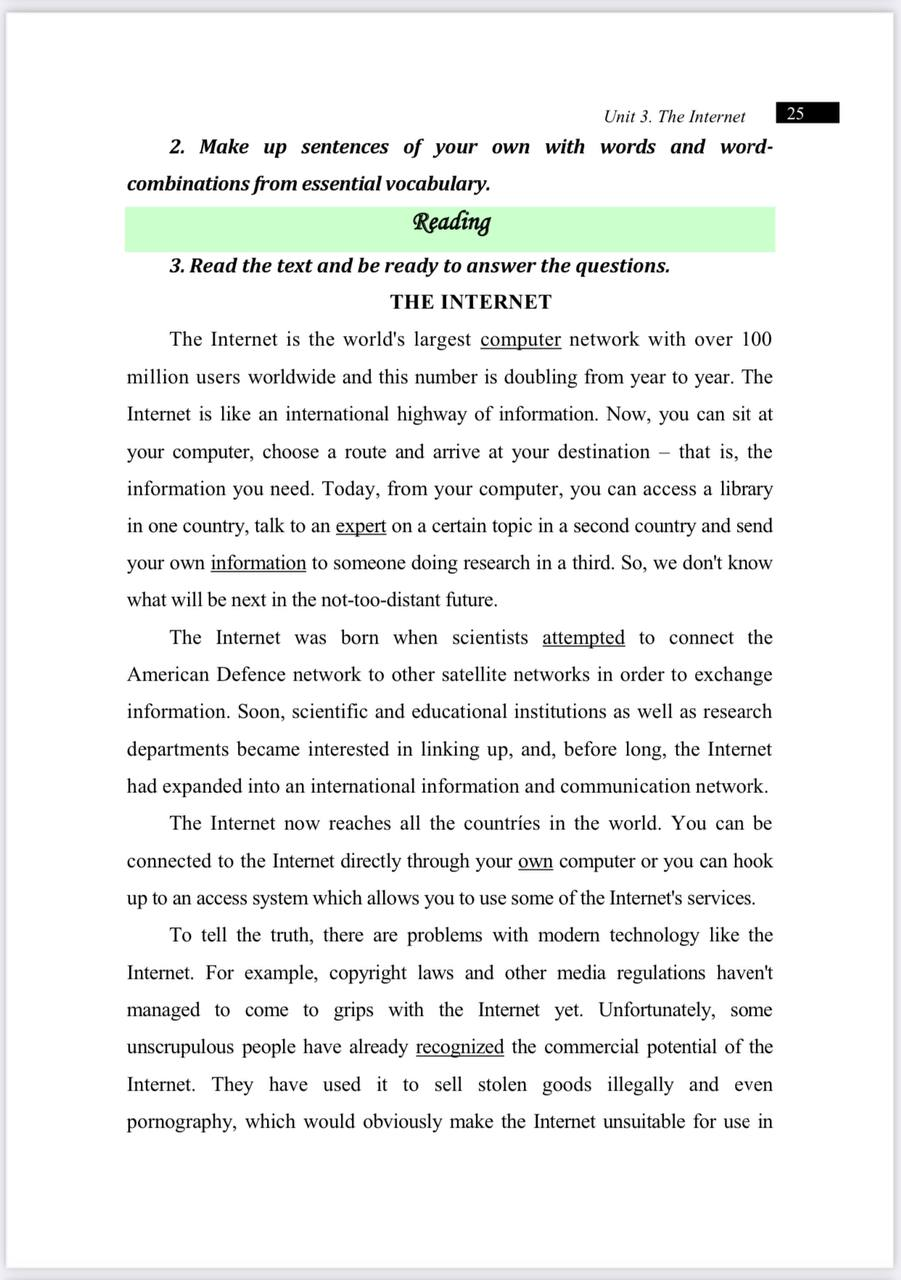 Unit 3. The Internet 25
2. Make up sentences of your own with words and word-
combinations from essential vocabulary.
Reading
3. Read the text and be ready to answer the questions.
THE INTERNET
The Internet is the world's largest computer network with over 100
million users worldwide and this number is doubling from year to year. The
Internet is like an international highway of information. Now, you can sit at
your computer, choose a route and arrive at your destination – that is, the
information you need. Today, from your computer, you can access a library
in one country, talk to an expert on a certain topic in a second country and send
your own information to someone doing research in a third. So, we don't know
what will be next in the not-too-distant future.
The Internet was born when scientists attempted to connect the
American Defence network to other satellite networks in order to exchange
information. Soon, scientific and educational institutions as well as research
departments became interested in linking up, and, before long, the Internet
had expanded into an international information and communication network.
The Internet now reaches all the countríes in the world. You can be
connected to the Internet directly through your own computer or you can hook
up to an access system which allows you to use some of the Internet's services.
To tell the truth, there are problems with modern technology like the
Internet. For example, copyright laws and other media regulations haven't
managed to come to grips with the Internet yet. Unfortunately, some
unscrupulous people have already recognized the commercial potential of the
Internet. They have used it to sell stolen goods illegally and even
pornography, which would obviously make the Internet unsuitable for use in